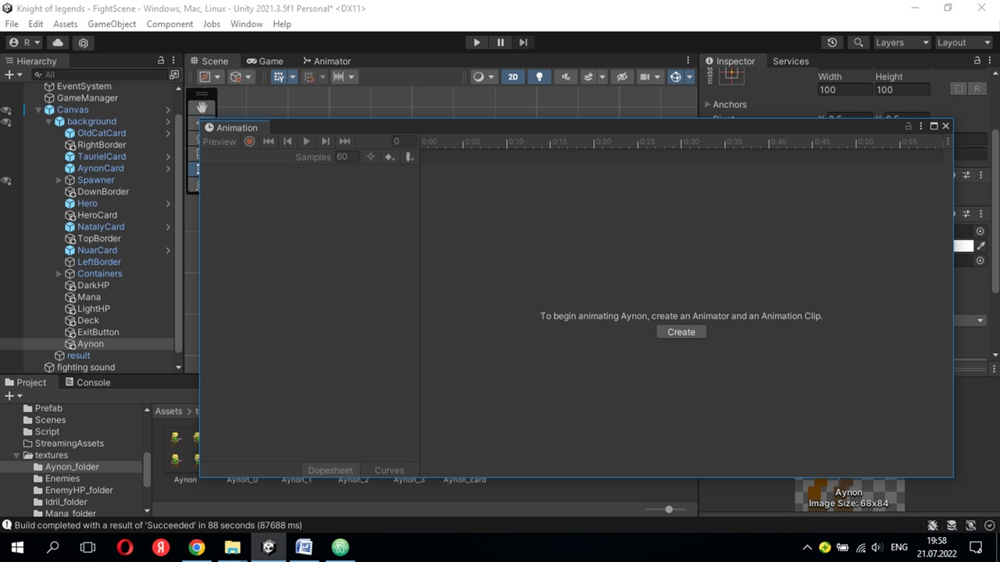 Knight of legends - FightScene - Windows, Mac, Linux - Unity 2021.3.5f1 Personal* <DX11>
File Edit Assets GameObject Component Jobs Window Help
R Layers Layout
Hierarchy Scene Game Animator Inspector Services
All
2D
mdd
Width Height
100 100
R
Anchors
EventSystem
GameManager
Canvas
background
OldCatCard
RightBorder
TaurielCard
AynonCard
Spawner
DownBorder
Hero
HeroCard
NatalyCard
TopBorder
NuarCard
LeftBorder
Containers
DarkHP
Mana
LightHP
Deck
ExitButton
Aynon
result
fighting sound
Animation
Preview 0 0:00 0:05 0:10 0:15 0:20 0:25 0:30 0:35 0:40 0:45 0:50 0:55
Samples 60
To begin animating Aynon, create an Animator and an Animation Clip.
Create
Dopesheet Curves
Project Console
Assets
Prefab
Scenes
Script
StreamingAssets
textures
Aynon_folder
Enemies
EnemyHP_folder
Idril_folder
Mana_folder
Aynon Aynon_0 Aynon_1 Aynon_2 Aynon_3 Aynon_card
Aynon
Image Size: 68x84
Build completed with a result of 'Succeeded' in 88 seconds (87688 ms)
ENG
19:58
21.07.2022